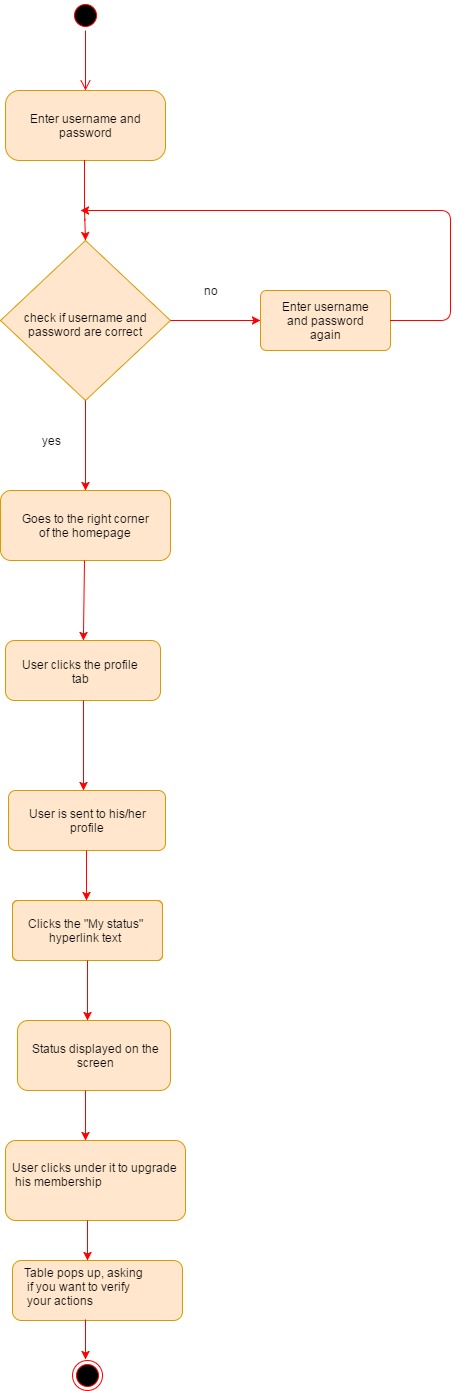 Enter username and
password
check if username and
password are correct
no
Enter username
and password
again
yes
Goes to the right corner
of the homepage
User clicks the profile
tab
User is sent to his/her
profile
Clicks the "My status"
hyperlink text
Status displayed on the
screen
User clicks under it to upgrade
his membership
Table pops up, asking
if you want to verify
your actions